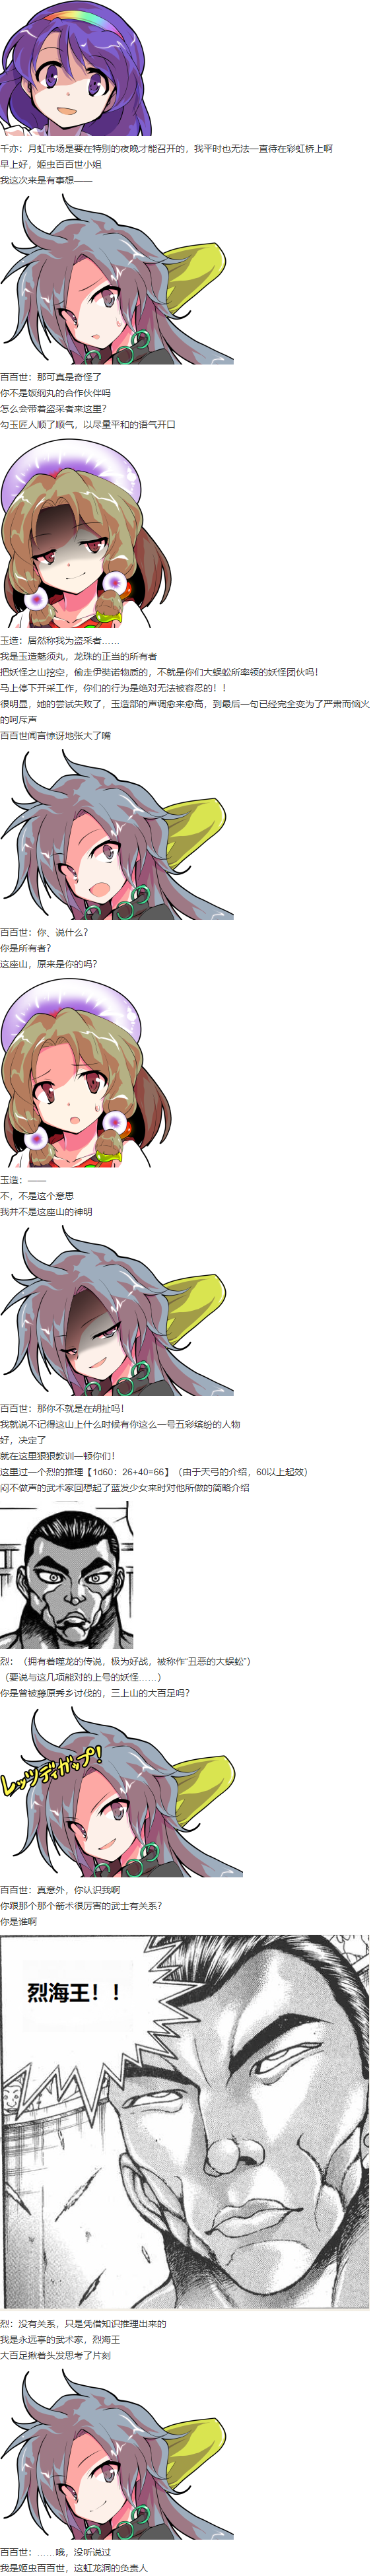 千亦：月虹市场是要在特别的夜晚才能召开的，我平时也无法一直待在彩虹桥上啊
早上好，姬虫百百世小姐
我这次来是有事想——
百百世：那可真是奇怪了
你不是饭纲丸的合作伙伴吗
怎么会带着盗采者来这里？
勾玉匠人顺了顺气，以尽量平和的语气开口
玉造：居然称我为盗采者……
我是玉造魅须丸，龙珠的正当的所有者
把妖怪之山挖空，偷走伊奘诺物质的，不就是你们大蜈蚣所率领的妖怪团伙吗！
马上停下开采工作，你们的行为是绝对无法被容忍的！！
很明显，她的尝试失败了，玉造部的声调愈来愈高，到最后一句已经完全变为了严肃而恼火
的呵斥声
百百世闻言惊讶地张大了嘴
百百世：你、说什么？
你是所有者？
这座山，原来是你的吗？
玉造：——
不，不是这个意思
我并不是这座山的神明
百百世：那你不就是在胡扯吗！
我就说不记得这山上什么时候有你这么一号五彩缤纷的人物
好，决定了
就在这里狠狠教训一顿你们！
这里过一个烈的推理【1d60：26+40=66】（由于天弓的介绍，60以上起效）
闷不做声的武术家回想起了蓝发少女来时对他所做的简略介绍
烈：（拥有着噬龙的传说，极为好战，被称作“丑恶的大蜈蚣”）
（要说与这几项能对的上号的妖怪……）
你是曾被藤原秀乡讨伐的，三上山的大百足吗？
レッツディガップ！
百百世：真意外，你认识我啊
你跟那个那个箭术很厉害的武士有关系？
你是谁啊
烈海王！！
烈：没有关系，只是凭借知识推理出来的
我是永远亭的武术家，烈海王
大百足揪着头发思考了片刻
百百世：……哦，没听说过
我是姬虫百百世，这虹龙洞的负责人